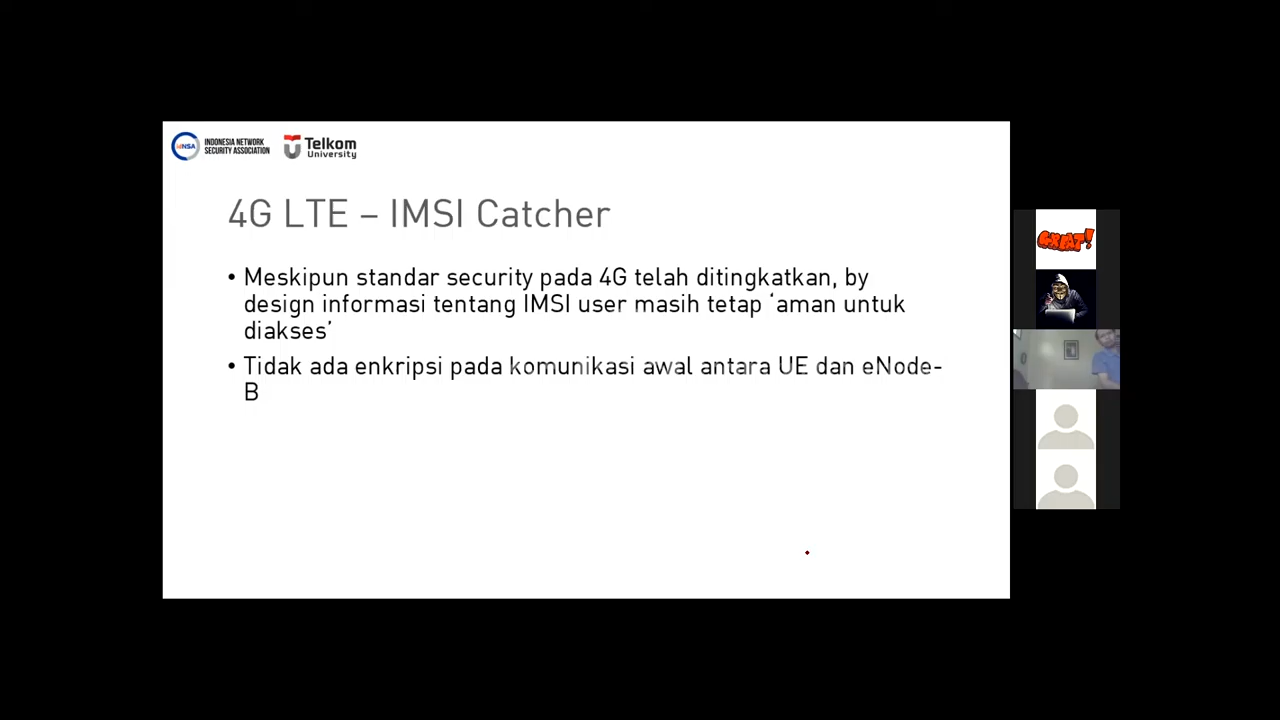 idNSA
INDONESIA NETWORK
SECURITY ASSOCIATION
Telkom
University
4G LTE – IMSI Catcher
• Meskipun standar security pada 4G telah ditingkatkan, by
design informasi tentang IMSI user masih tetap ‘aman untuk
diakses’
• Tidak ada enkripsi pada komunikasi awal antara UE dan eNode-
B
GREAT!